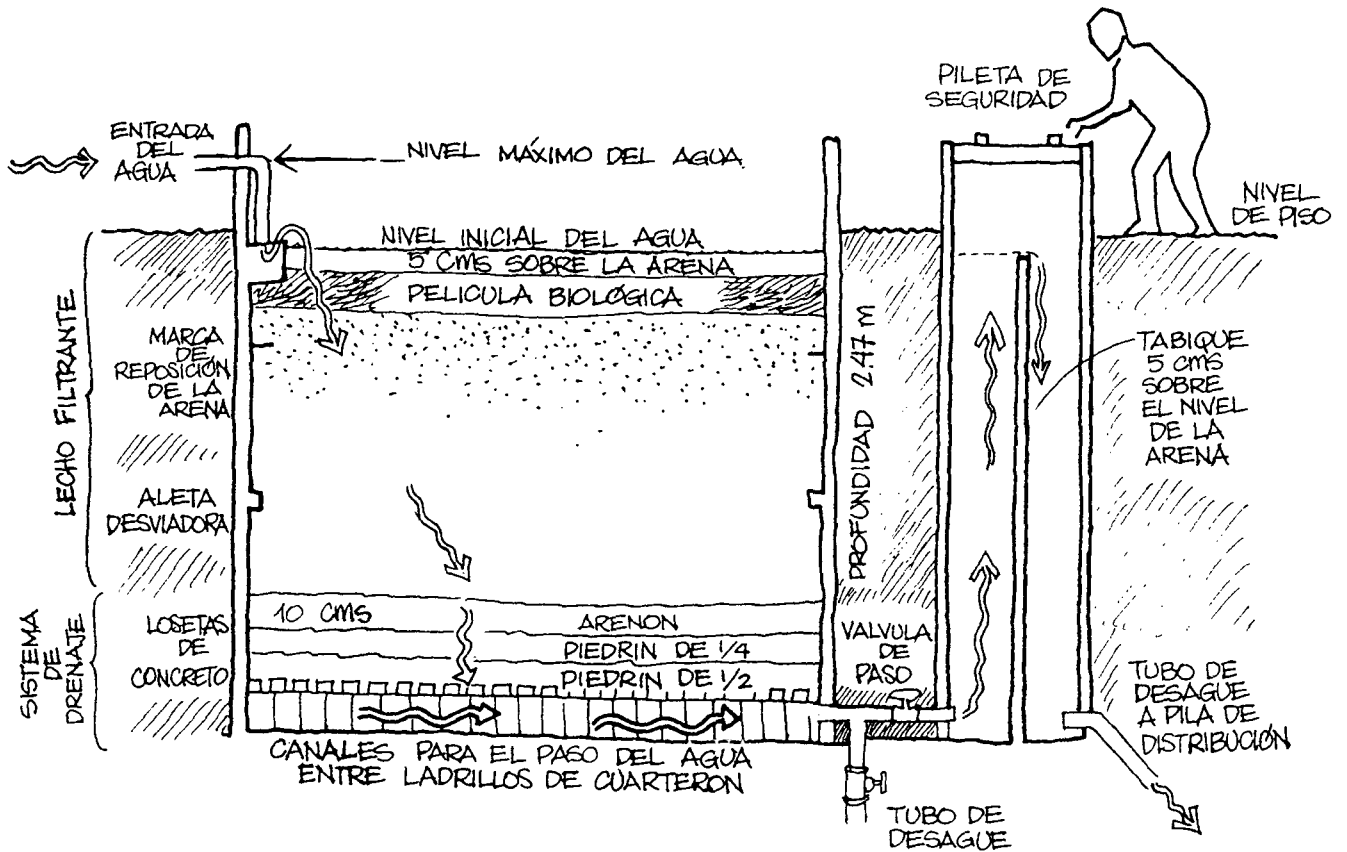 PILETA DE
SEGURIDAD
ENTRADA
DEL
AGUA
NIVEL MÁXIMO DEL AGUA
NIVEL
DE PISO
NIVEL INICIAL DEL AGUA
5 CMS SOBRE LA ARENA
PELICULA BIOLÓGICA
LECHO FILTRANTE
MARCA
DE
REPOSICIÓN
DE LA
ARENA
ALETA
DESVIADORA
PROFUNDIDAD 2.47 M
TABIQUE
5 CMS
SOBRE
EL NIVEL
DE LA
ARENA
SISTEMA
DE
DRENAJE
LOSETAS
DE
CONCRETO
10 CMS
ARENON
PIEDRIN DE 1/4
PIEDRIN DE 1/2
VALVULA
DE
PASO
TUBO DE
DESAGUE
A PILA DE
DISTRIBUCIÓN
CANALES PARA EL PASO DEL AGUA
ENTRE LADRILLOS DE CUARTERON
TUBO DE
DESAGUE